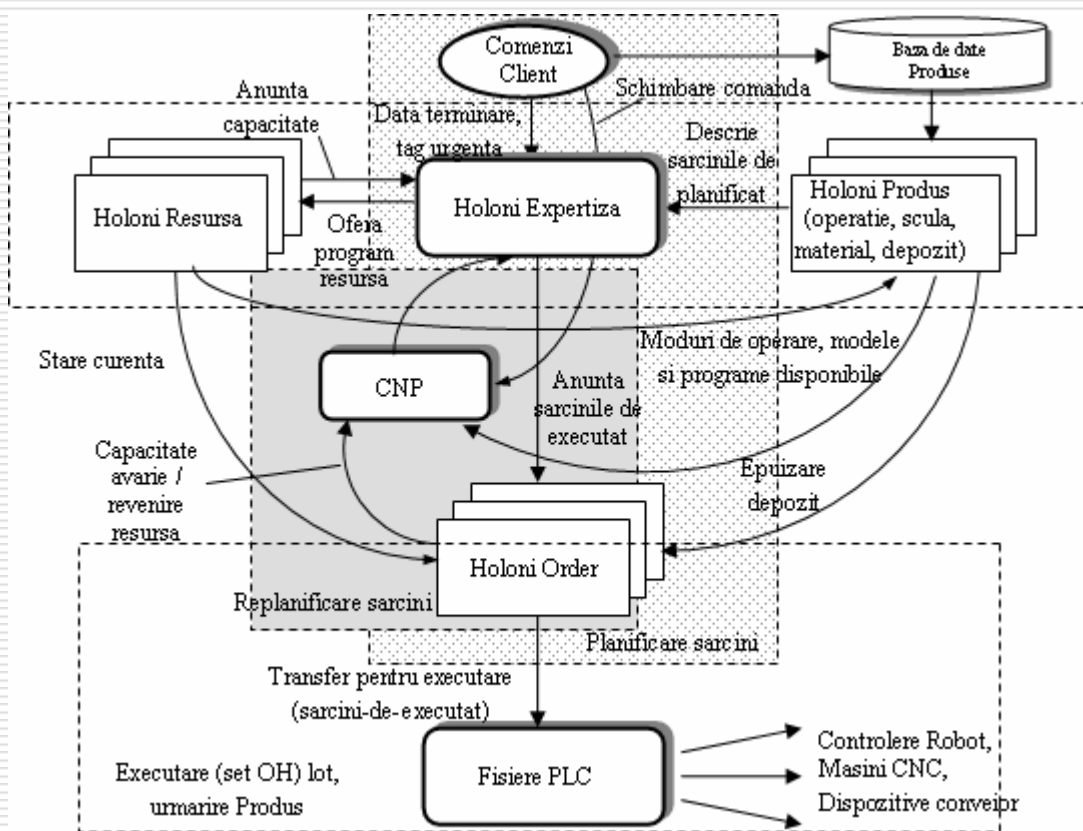 Comenzi
Client
Baza de date
Produse
Schimbare comanda
Anunta
capacitate
Data terminare,
tag urgenta
Descrie
sarcinile de
planificat
Holoni Resursa
Holoni Expertiza
Holoni Produs
(operatie, scula,
material, depozit)
Ofera
program
resursa
Stare curenta
Moduri de operare, modele
si programe disponibile
CNP
Anunta
sarcinile de
executat
Capacitate
avarie /
revenire
resursa
Epuizare
depozit
Holoni Order
Replanificare sarcini
Planificare sarcini
Transfer pentru executare
(sarcini-de-executat)
Executare (set OH) lot,
urmarire Produs
Fisiere PLC
Controlere Robot,
Masini CNC,
Dispozitive conveior